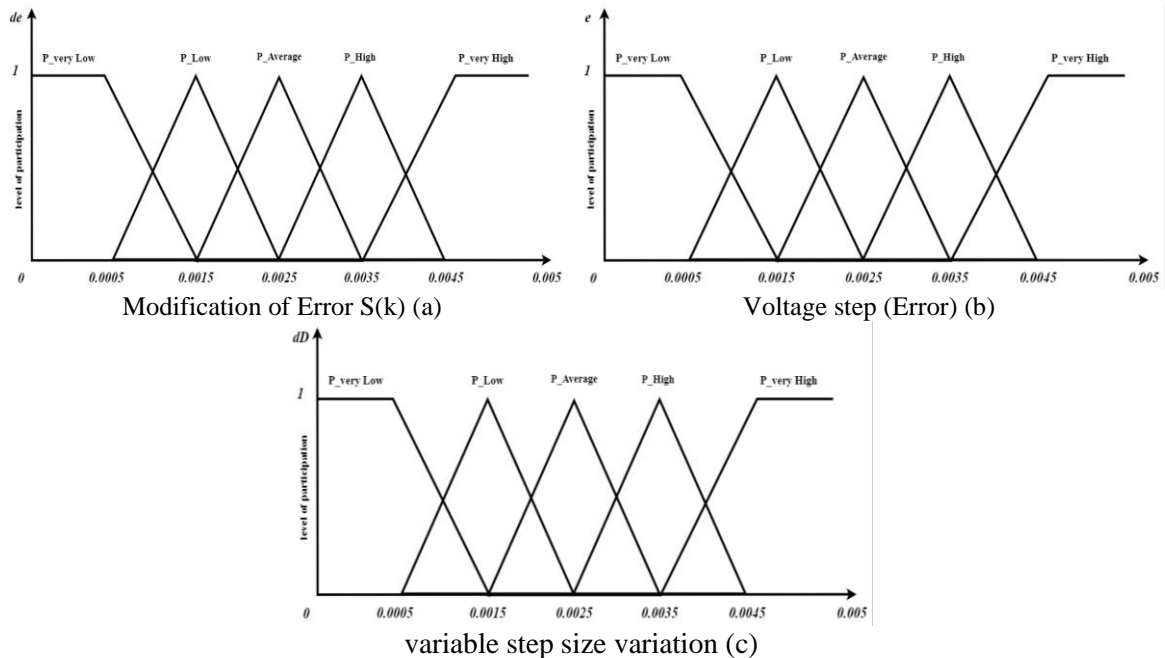 de
P_very Low P_Low P_Average P_High P_very High
1
level of participation
0 0.0005 0.0015 0.0025 0.0035 0.0045 0.005
Modification of Error S(k) (a)
e
P_very Low P_Low P_Average P_High P_very High
1
level of participation
0 0.0005 0.0015 0.0025 0.0035 0.0045 0.005
Voltage step (Error) (b)
dD
P_very Low P_Low P_Average P_High P_very High
1
level of participation
0 0.0005 0.0015 0.0025 0.0035 0.0045 0.005
variable step size variation (c)